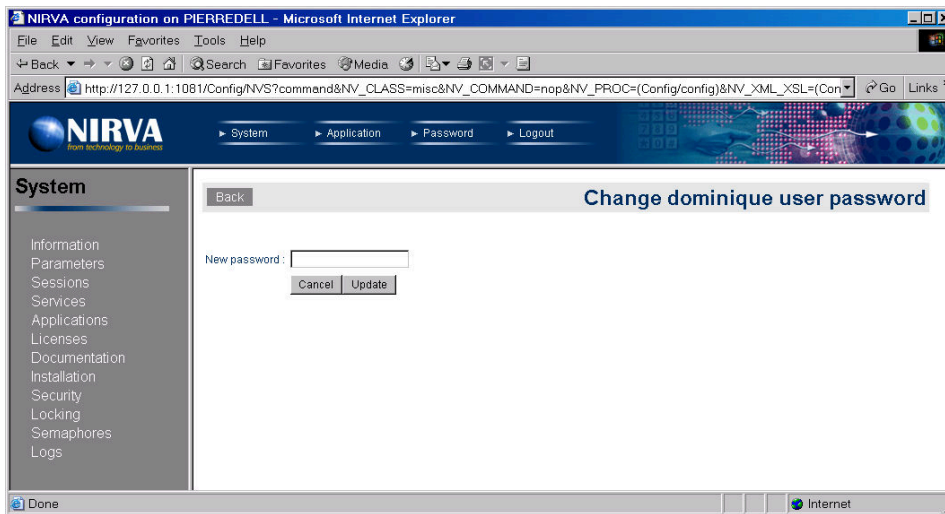 NIRVA configuration on PIERREDELL - Microsoft Internet Explorer
File Edit View Favorites Tools Help
Back Search Favorites Media
Address http://127.0.0.1:1081/Config/NVS?command&NV_CLASS=misc&NV_COMMAND=nop&NV_PROC=(Config/config)&NV_XML_XSL=(Con Go Links
NIRVA
from technology to business
System Application Password Logout
System
Back
Change dominique user password
Information
Parameters
Sessions
Services
Applications
Licenses
Documentation
Installation
Security
Locking
Semaphores
Logs
New password :
Cancel Update
Done Internet